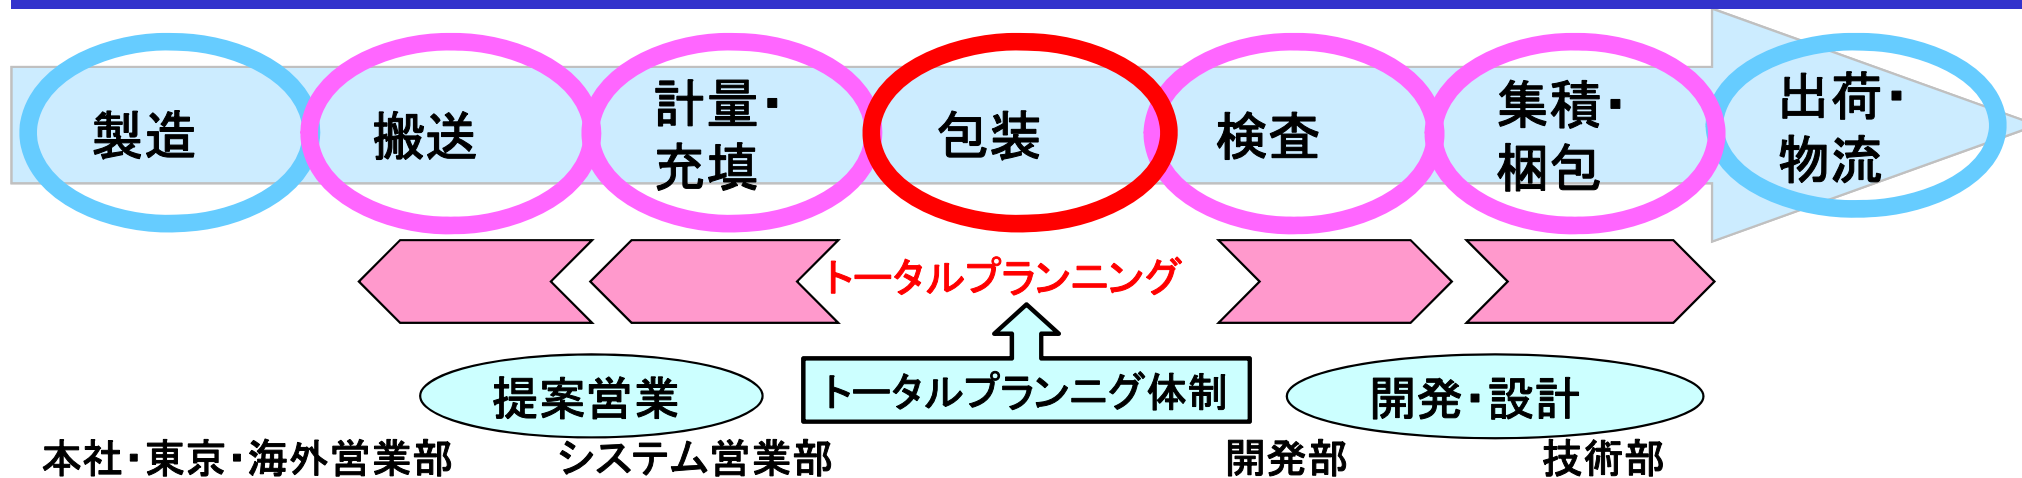 製造
搬送
計量・
充填
包装
検査
集積・
梱包
出荷・
物流
トータルプランニング
提案営業
トータルプランニグ体制
開発・設計
本社・東京・海外営業部
システム営業部
開発部
技術部